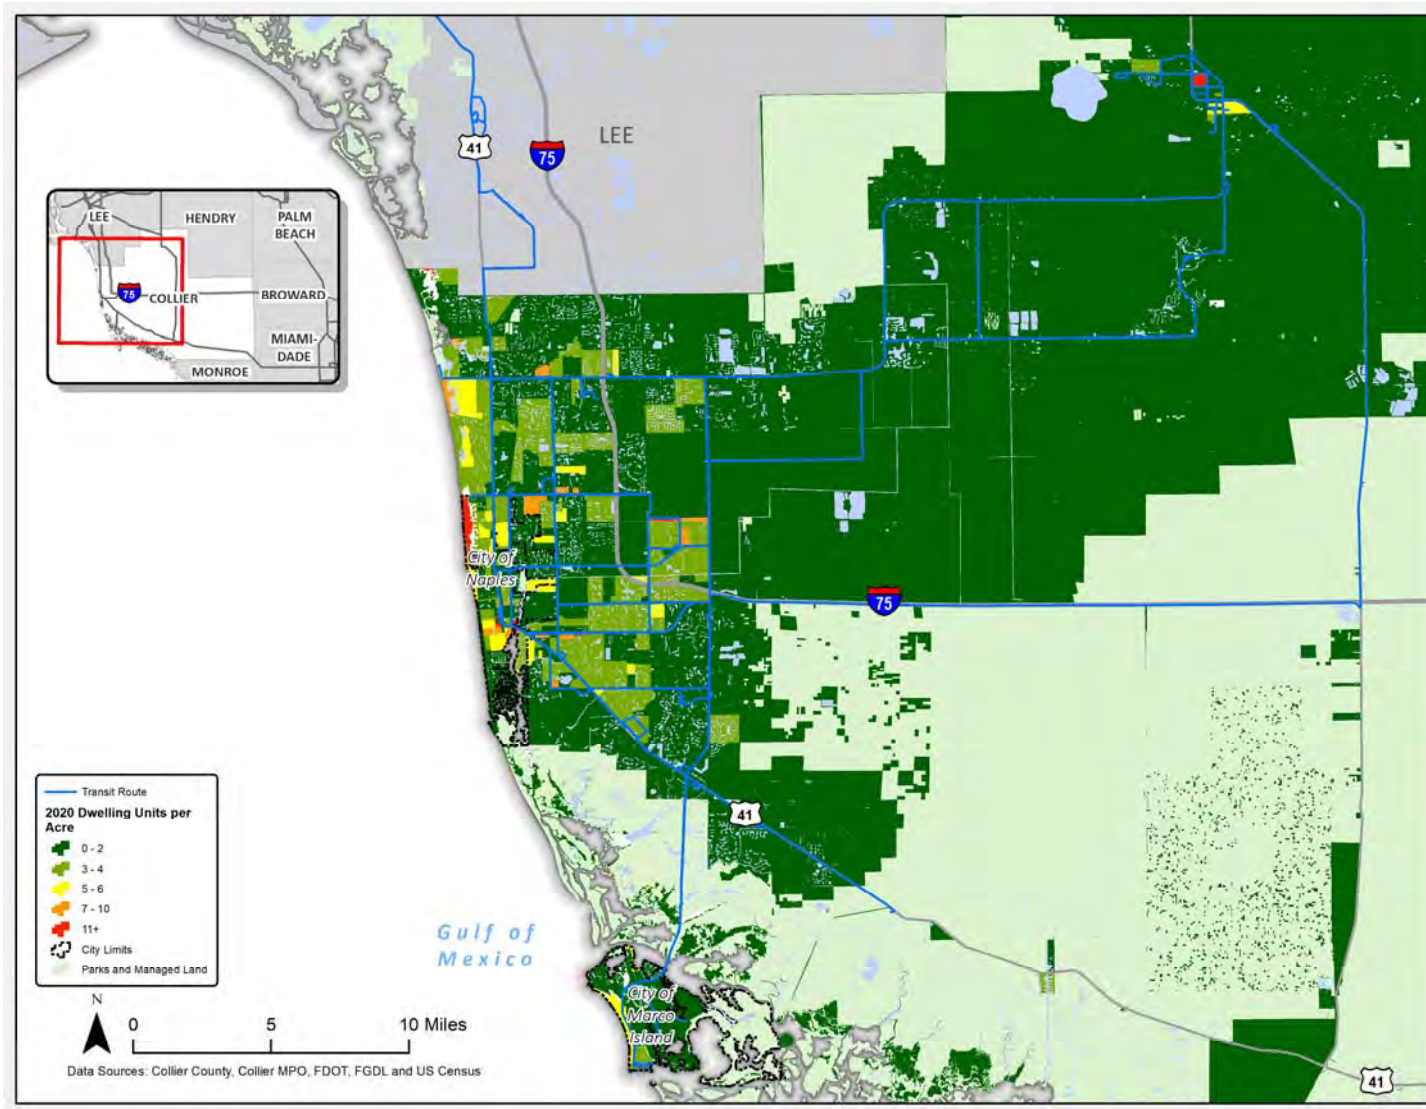 LEE
41
75
LEE
HENDRY
PALM
BEACH
75
COLLIER
BROWARD
MIAMI-
DADE
MONROE
City of
Naples
75
41
Transit Route
2020 Dwelling Units per
Acre
0 - 2
3 - 4
5 - 6
7 - 10
11+
City Limits
Parks and Managed Land
Gulf of
Mexico
City of
Marco
Island
N
0 5 10 Miles
Data Sources: Collier County, Collier MPO, FDOT, FGDL and US Census
41